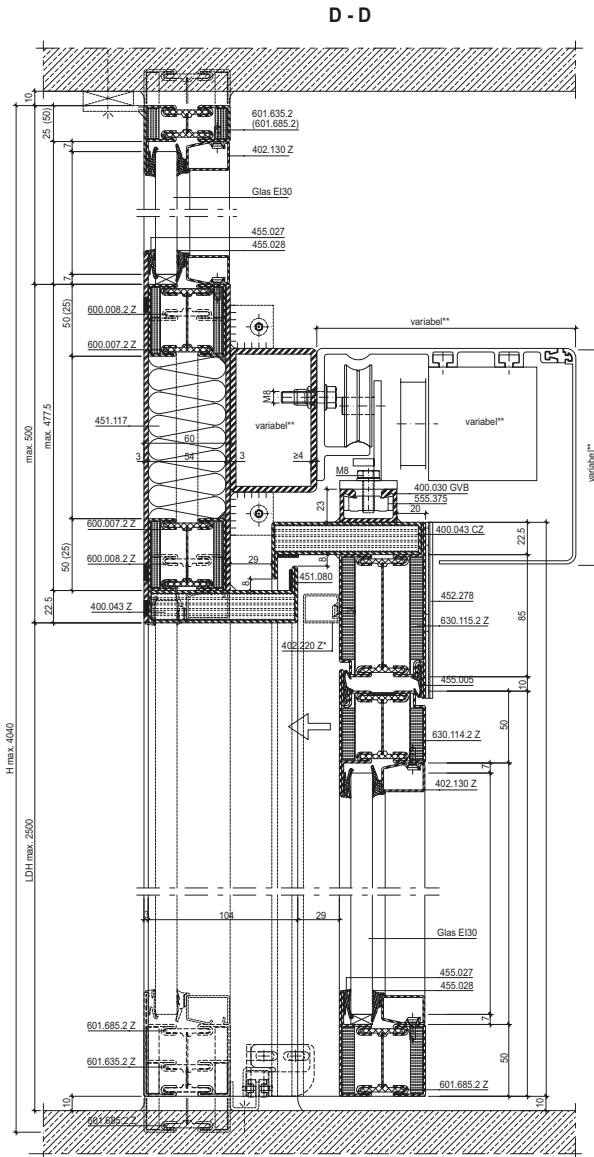 D - D
10
25 (50)
601.635.2
(601.685.2)
7
402.130 Z
Glas EI30
455.027
455.028
7
50 (25)
600.008.2 Z
variabel**
600.007.2 Z
M8
max. 500
max. 477.5
451.117
60
variabel**
variabel**
variabel**
3
54
3
≥4
M8
400.030 GVB
23
555.375
20
600.007.2 Z
400.043 CZ
22.5
50 (25)
29
8
600.008.2 Z
8
451.080
452.278
22.5
400.043 Z
85
630.115.2 Z
402.220 Z*
455.005
10
H max. 4040
50
630.114.2 Z
7
402.130 Z
LDH max. 2500
3
104
29
Glas EI30
455.027
455.028
7
601.685.2 Z
50
601.635.2 Z
601.685.2 Z
10
601.685.2 Z
10